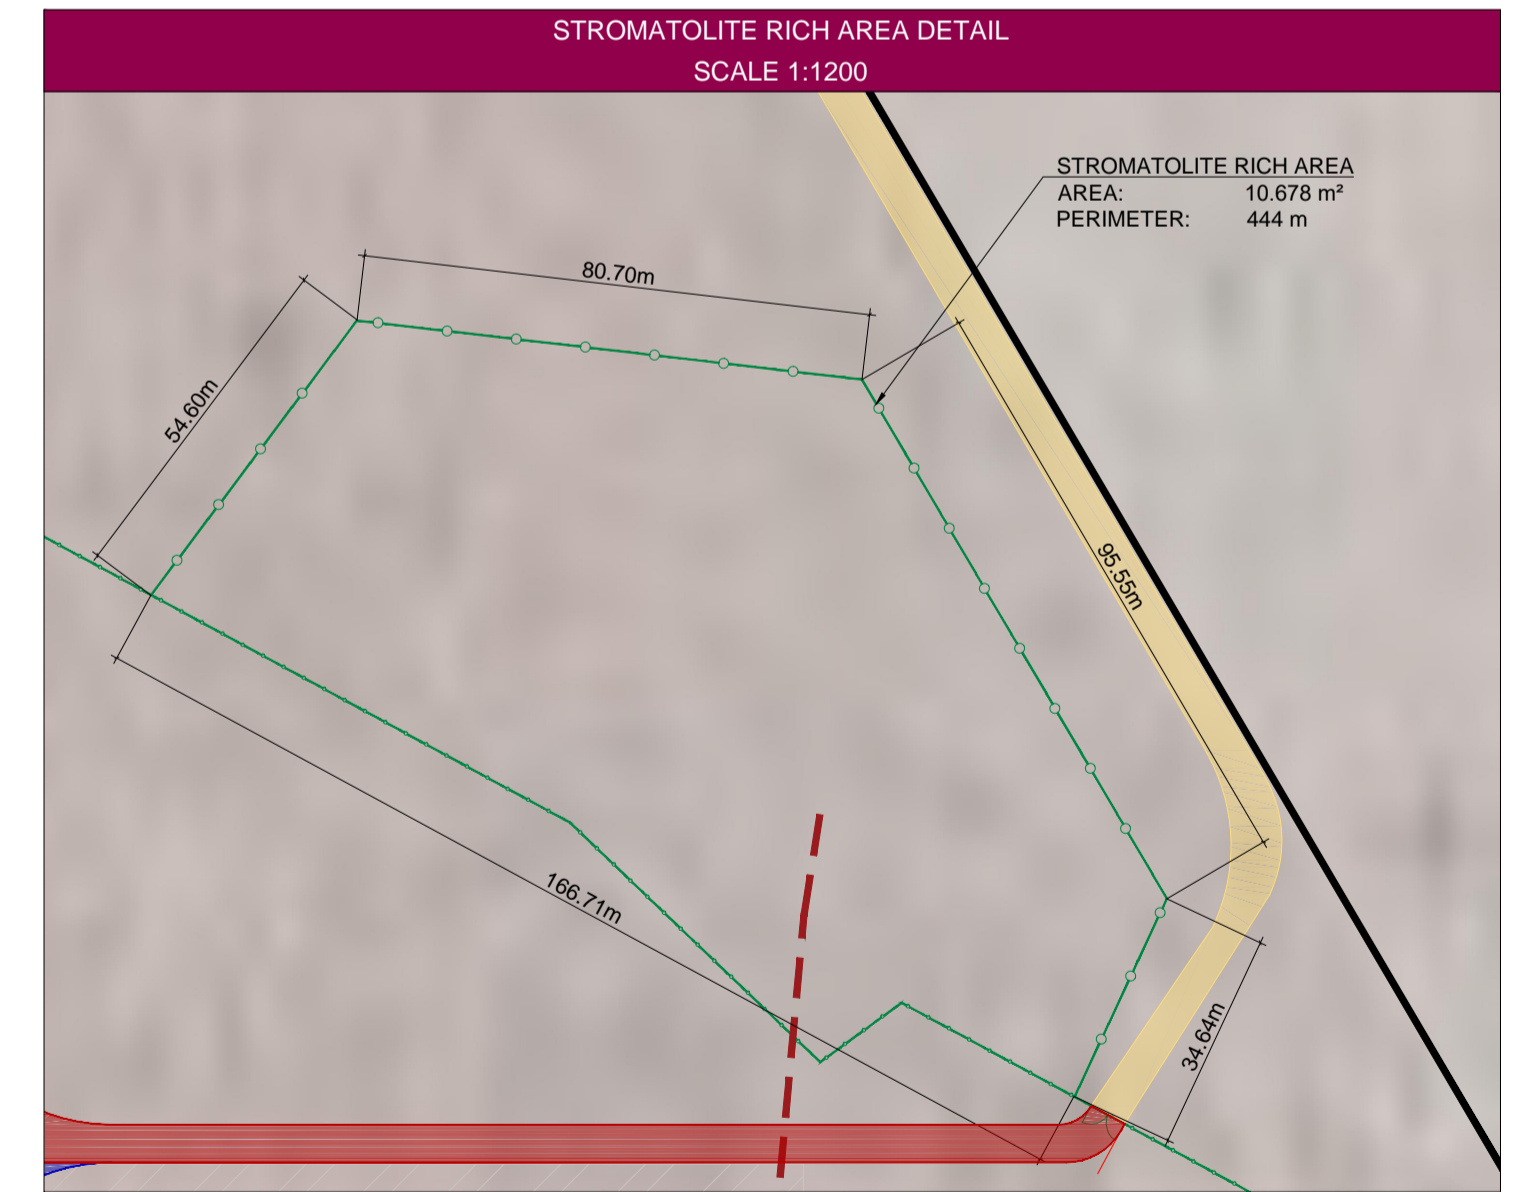 STROMATOLITE RICH AREA DETAIL
SCALE 1:1200
STROMATOLITE RICH AREA
AREA: 10.678 m²
PERIMETER: 444 m
80.70m
54.60m
95.55m
166.71m
34.64m